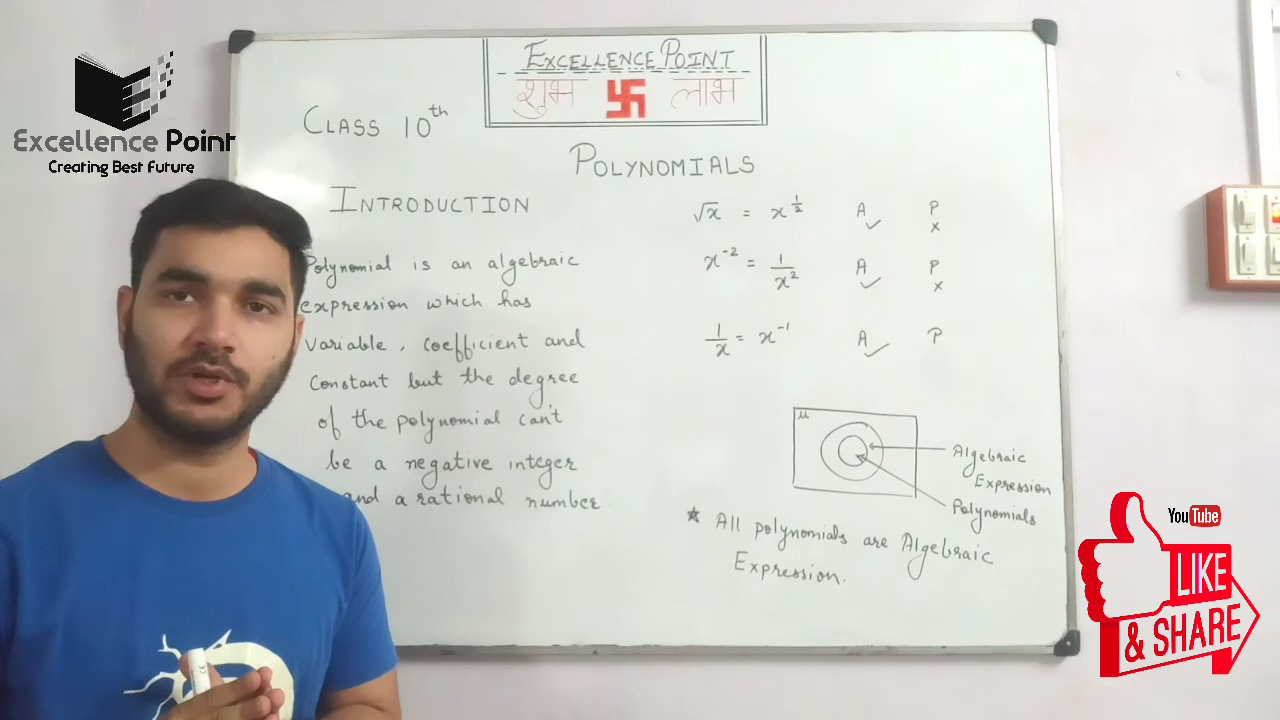 Excellence Point
Creating Best Future
EXCELLENCE POINT
शुभ 卐 लाभ
CLASS 10th
POLYNOMIALS
INTRODUCTION
Polynomial is an algebraic
expression which has
variable, coefficient and
constant but the degree
of the polynomial can't
be a negative integer
and a rational number
√x = x^1/2 A ✓ P x
x^-2 = 1/x^2 A ✓ P x
1/x = x^-1 A ✓ P
μ
Algebraic
Expression
Polynomials
★ All polynomials are Algebraic
Expression.
YouTube
LIKE
& SHARE